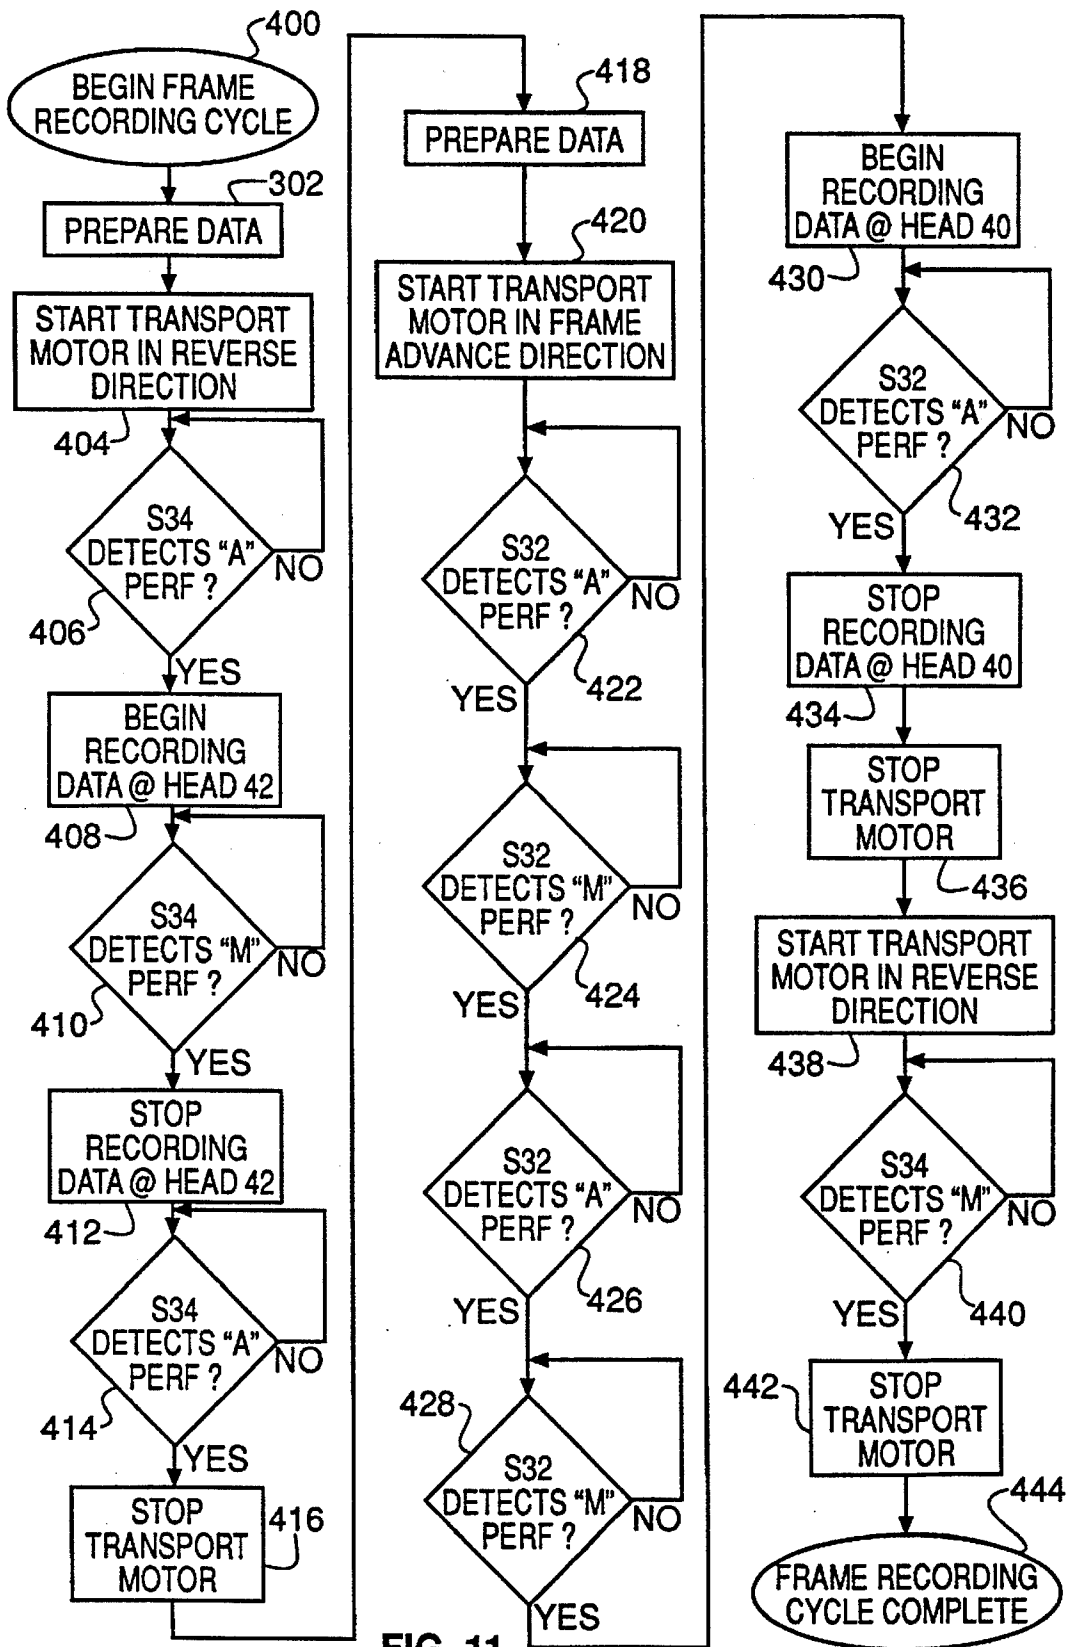 400
BEGIN FRAME
RECORDING CYCLE
302
PREPARE DATA
START TRANSPORT
MOTOR IN REVERSE
DIRECTION
404
S34
DETECTS “A”
PERF ?
NO
406
YES
BEGIN
RECORDING
DATA @ HEAD 42
408
S34
DETECTS “M”
PERF ?
NO
410
YES
STOP
RECORDING
DATA @ HEAD 42
412
S34
DETECTS “A”
PERF ?
NO
414
YES
STOP
TRANSPORT
MOTOR
416
418
PREPARE DATA
420
START TRANSPORT
MOTOR IN FRAME
ADVANCE DIRECTION
S32
DETECTS “A”
PERF ?
NO
422
YES
S32
DETECTS “M”
PERF ?
NO
424
YES
S32
DETECTS “A”
PERF ?
NO
426
YES
428
S32
DETECTS “M”
PERF ?
NO
YES
BEGIN
RECORDING
DATA @ HEAD 40
430
S32
DETECTS “A”
PERF ?
NO
432
YES
STOP
RECORDING
DATA @ HEAD 40
434
STOP
TRANSPORT
MOTOR
436
START TRANSPORT
MOTOR IN REVERSE
DIRECTION
438
S34
DETECTS “M”
PERF ?
NO
440
YES
442
STOP
TRANSPORT
MOTOR
444
FRAME RECORDING
CYCLE COMPLETE
FIG. 11